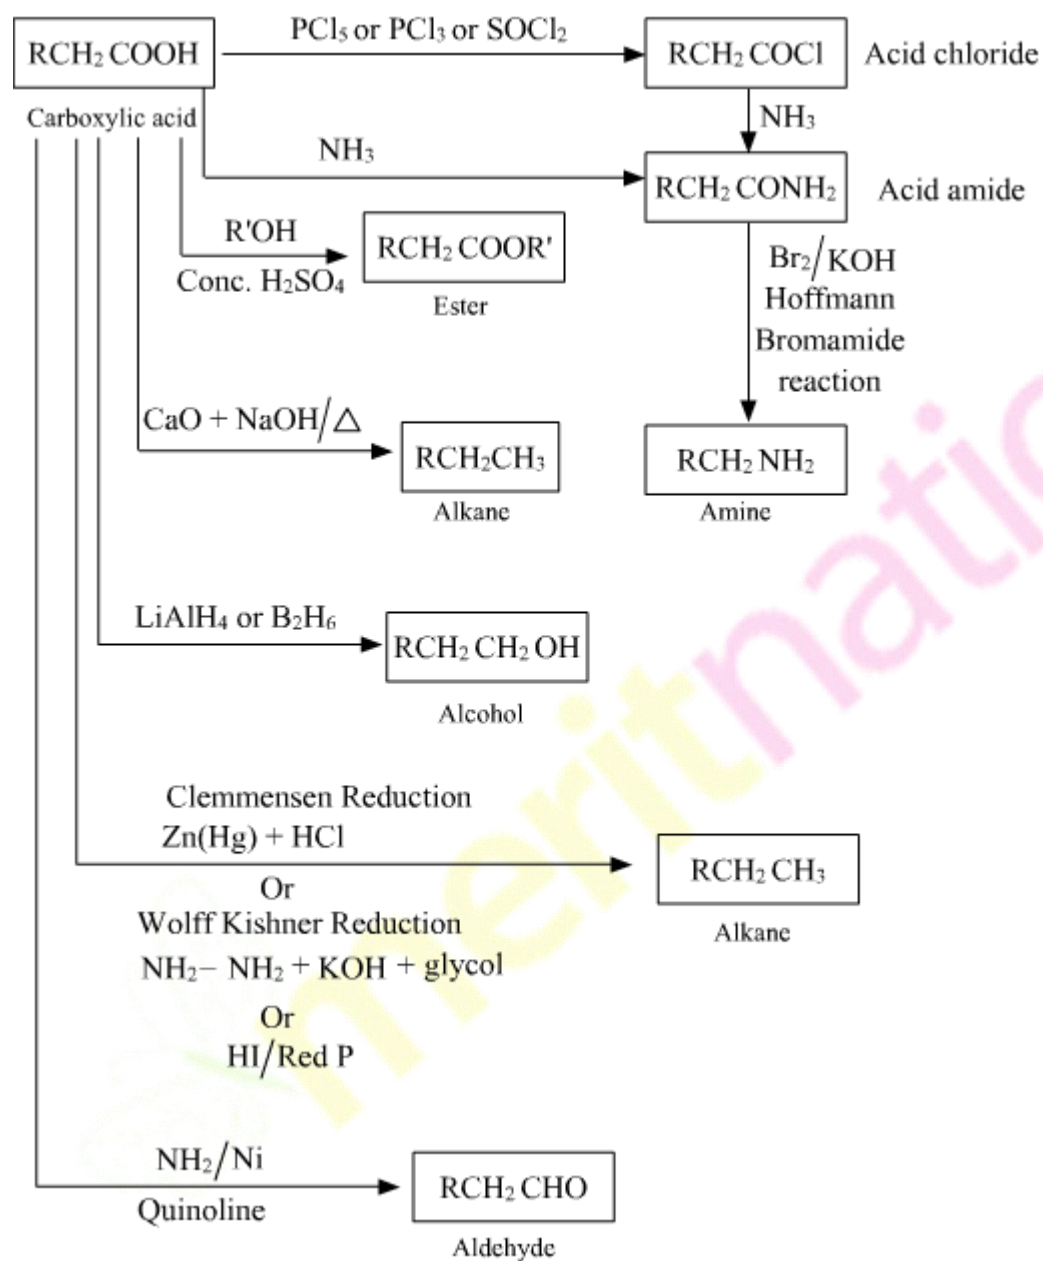 PCl₅ or PCl₃ or SOCl₂
RCH₂ COOH
RCH₂ COCl
Acid chloride
Carboxylic acid
NH₃
NH₃
RCH₂ CONH₂
Acid amide
R'OH
Conc. H₂SO₄
RCH₂ COOR'
Ester
Br₂/KOH
Hoffmann
Bromamide
reaction
CaO + NaOH/△
RCH₂CH₃
Alkane
RCH₂ NH₂
Amine
LiAlH₄ or B₂H₆
RCH₂ CH₂ OH
Alcohol
Clemmensen Reduction
Zn(Hg) + HCl
Or
Wolff Kishner Reduction
NH₂– NH₂ + KOH + glycol
Or
HI/Red P
RCH₂ CH₃
Alkane
NH₂/Ni
Quinoline
RCH₂ CHO
Aldehyde
meritnatio